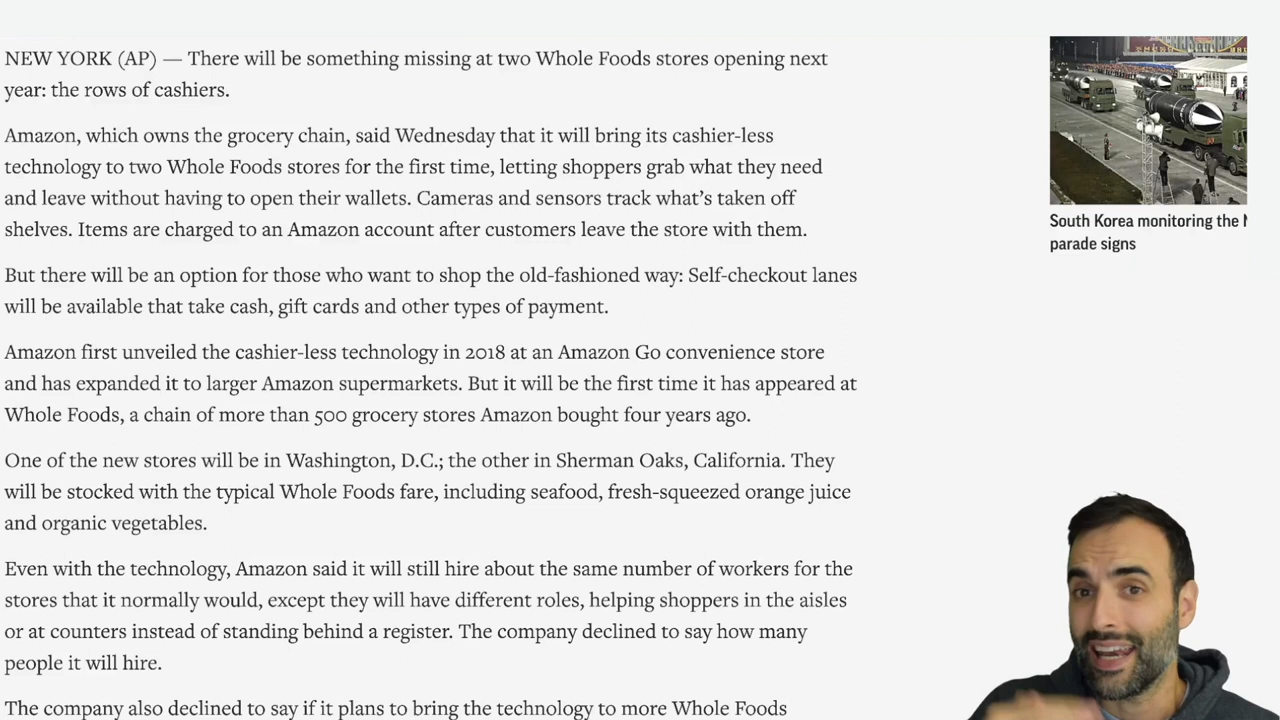 NEW YORK (AP) — There will be something missing at two Whole Foods stores opening next
year: the rows of cashiers.
Amazon, which owns the grocery chain, said Wednesday that it will bring its cashier-less
technology to two Whole Foods stores for the first time, letting shoppers grab what they need
and leave without having to open their wallets. Cameras and sensors track what’s taken off
shelves. Items are charged to an Amazon account after customers leave the store with them.
But there will be an option for those who want to shop the old-fashioned way: Self-checkout lanes
will be available that take cash, gift cards and other types of payment.
Amazon first unveiled the cashier-less technology in 2018 at an Amazon Go convenience store
and has expanded it to larger Amazon supermarkets. But it will be the first time it has appeared at
Whole Foods, a chain of more than 500 grocery stores Amazon bought four years ago.
One of the new stores will be in Washington, D.C.; the other in Sherman Oaks, California. They
will be stocked with the typical Whole Foods fare, including seafood, fresh-squeezed orange juice
and organic vegetables.
Even with the technology, Amazon said it will still hire about the same number of workers for the
stores that it normally would, except they will have different roles, helping shoppers in the aisles
or at counters instead of standing behind a register. The company declined to say how many
people it will hire.
The company also declined to say if it plans to bring the technology to more Whole Foods
South Korea monitoring the
parade signs